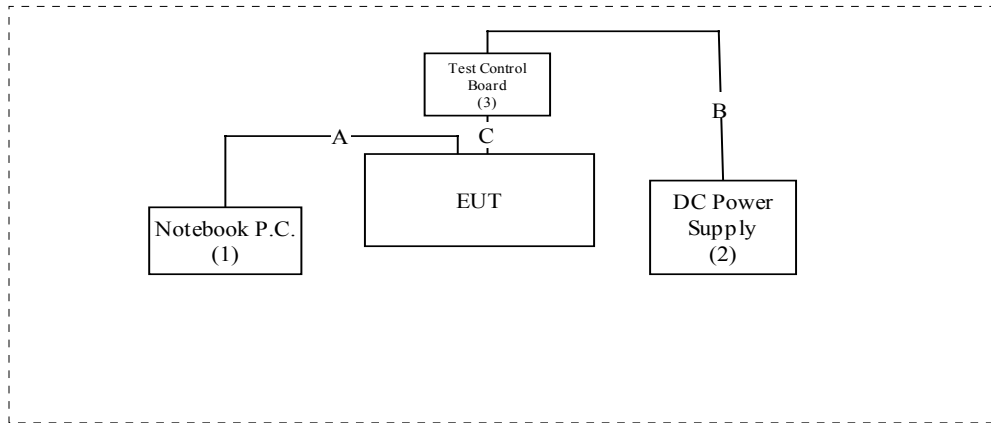 Test Control
Board
(3)
B
A
C
EUT
DC Power
Supply
(2)
Notebook P.C.
(1)